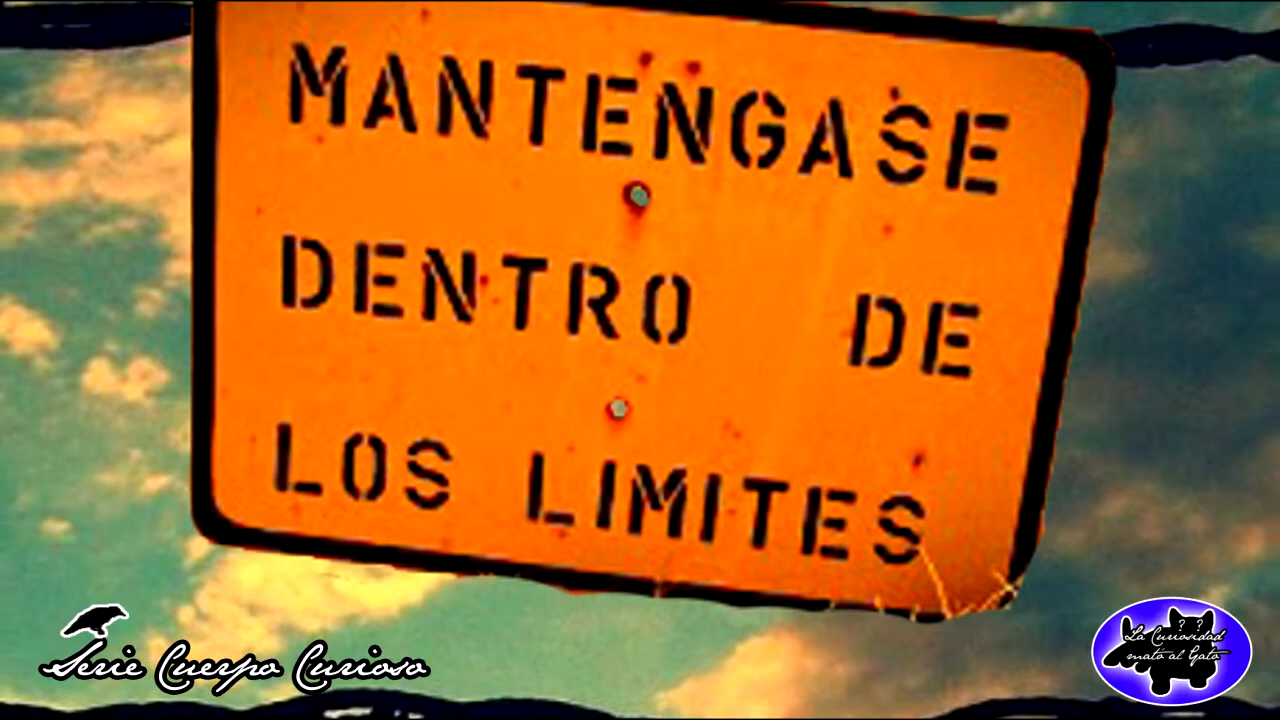 MANTENGASE
DENTRO DE
LOS LIMITES
Serie Cuerpo Curioso
La Curiosidad
mató al Gato